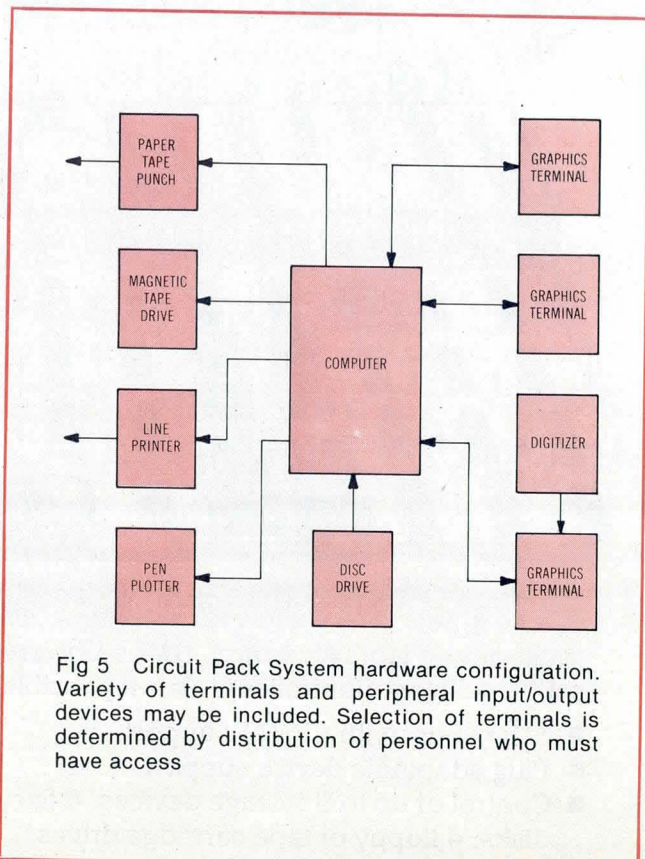 PAPER
TAPE
PUNCH
GRAPHICS
TERMINAL
MAGNETIC
TAPE
DRIVE
GRAPHICS
TERMINAL
COMPUTER
LINE
PRINTER
DIGITIZER
PEN
PLOTTER
DISC
DRIVE
GRAPHICS
TERMINAL
Fig 5 Circuit Pack System hardware configuration.
Variety of terminals and peripheral input/output
devices may be included. Selection of terminals is
determined by distribution of personnel who must
have access